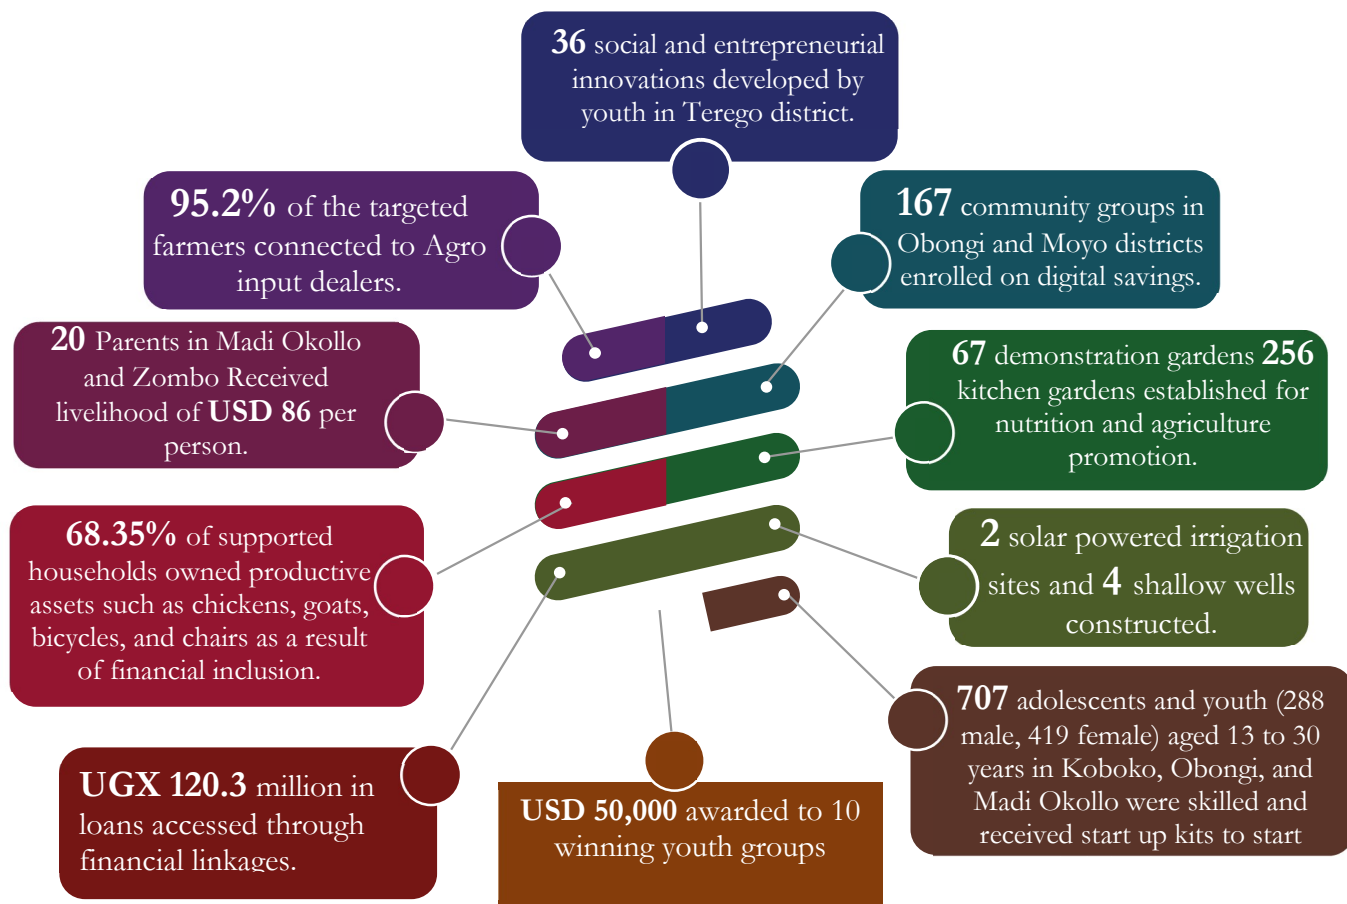 36 social and entrepreneurial
innovations developed by
youth in Terego district.
95.2% of the targeted
farmers connected to Agro
input dealers.
167 community groups in
Obongi and Moyo districts
enrolled on digital savings.
20 Parents in Madi Okollo
and Zombo Received
livelihood of USD 86 per
person.
67 demonstration gardens 256
kitchen gardens established for
nutrition and agriculture
promotion.
68.35% of supported
households owned productive
assets such as chickens, goats,
bicycles, and chairs as a result
of financial inclusion.
2 solar powered irrigation
sites and 4 shallow wells
constructed.
UGX 120.3 million in
loans accessed through
financial linkages.
USD 50,000 awarded to 10
winning youth groups
707 adolescents and youth (288
male, 419 female) aged 13 to 30
years in Koboko, Obongi, and
Madi Okollo were skilled and
received start up kits to start